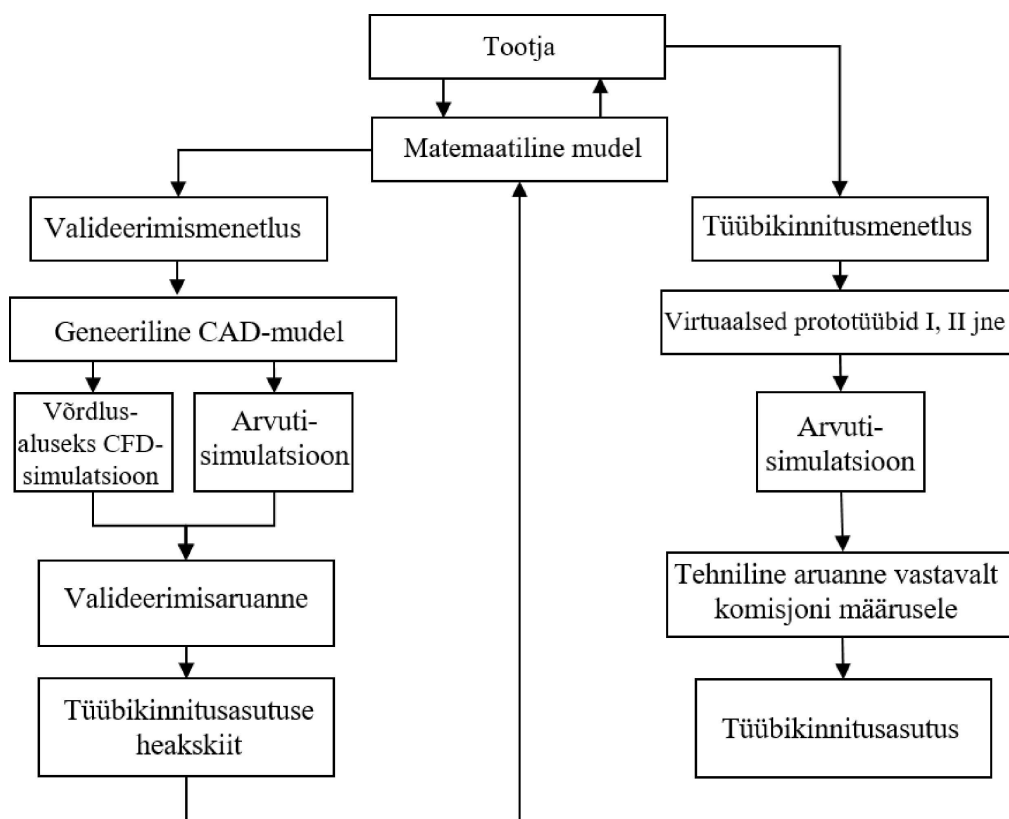 Tootja
Matemaatiline mudel
Valideerimismenetlus
Geneeriline CAD-mudel
Võrdlus-
aluseks CFD-
simulatsioon
Arvuti-
simulatsioon
Valideerimisaruanne
Tüübikinnitusasutuse
heakskiit
Tüübikinnitusmenetlus
Virtuaalsed prototüübid I, II jne
Arvuti-
simulatsioon
Tehniline aruanne vastavalt
komisjoni määrusele
Tüübikinnitusasutus